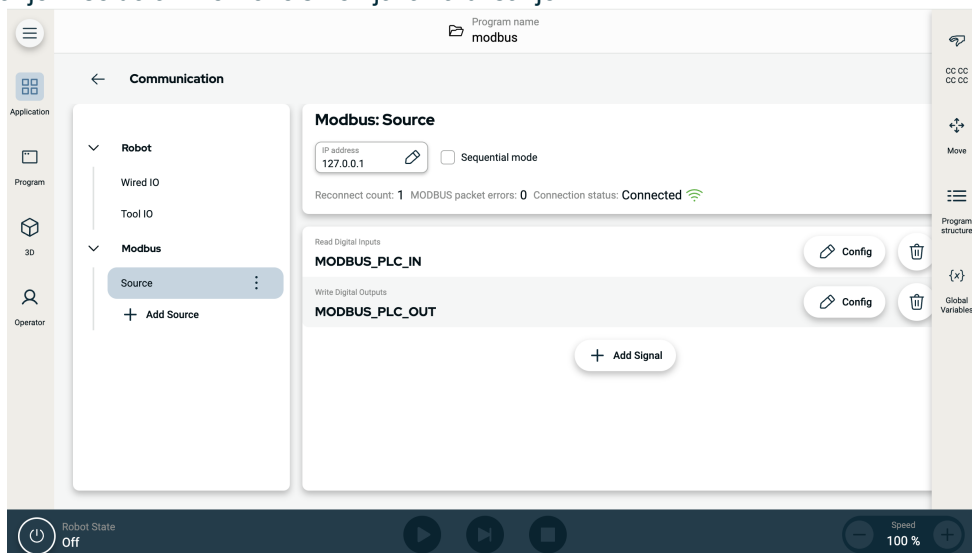 Program name
modbus
Communication
Application
Program
3D
Operator
Robot
Wired IO
Tool IO
Modbus
Source
Add Source
Modbus: Source
IP address
127.0.0.1
Sequential mode
Reconnect count: 1 MODBUS packet errors: 0 Connection status: Connected
Read Digital Inputs
MODBUS_PLC_IN
Config
Write Digital Outputs
MODBUS_PLC_OUT
Config
Add Signal
CC CC
CC CC
Move
Program
structure
{x}
Global
Variables
Robot State
Off
Speed
100 %